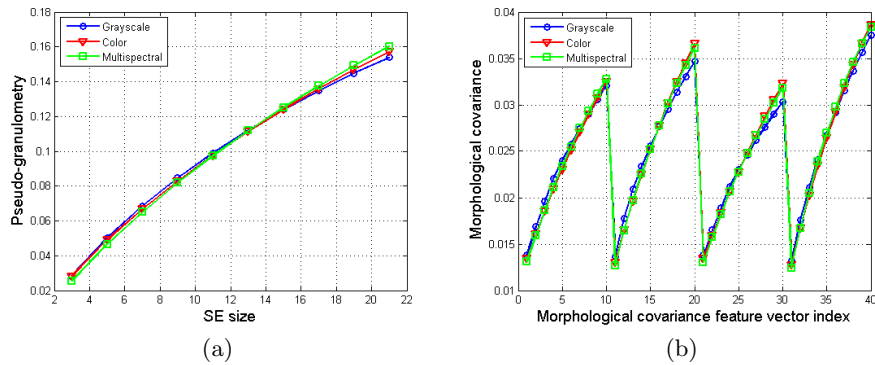 0.18
0.16
0.14
0.12
0.1
0.08
0.06
0.04
0.02
Pseudo-granulometry
Grayscale
Color
Multispectral
2 4 6 8 10 12 14 16 18 20 22
SE size
(a)
0.04
0.035
0.03
0.025
0.02
0.015
0.01
Morphological covariance
Grayscale
Color
Multispectral
0 5 10 15 20 25 30 35 40
Morphological covariance feature vector index
(b)